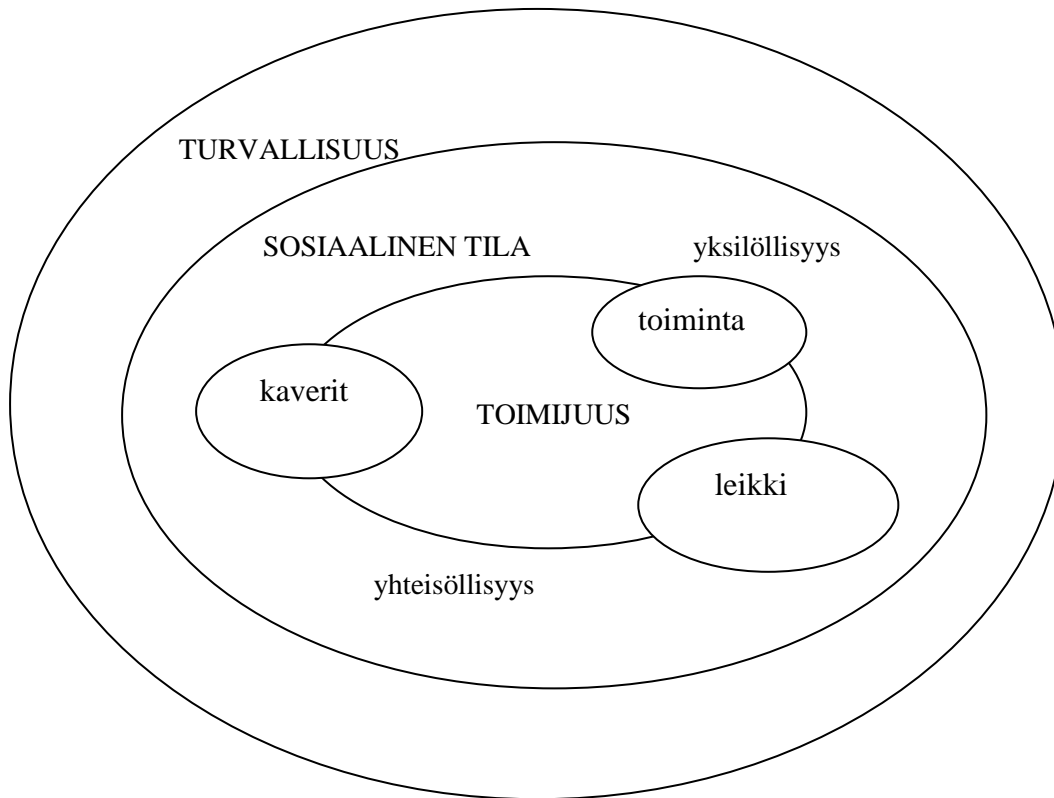 TURVALLISUUS
SOSIAALINEN TILA
yksilöllisyys
toiminta
kaverit
TOIMIJUUS
leikki
yhteisöllisyys